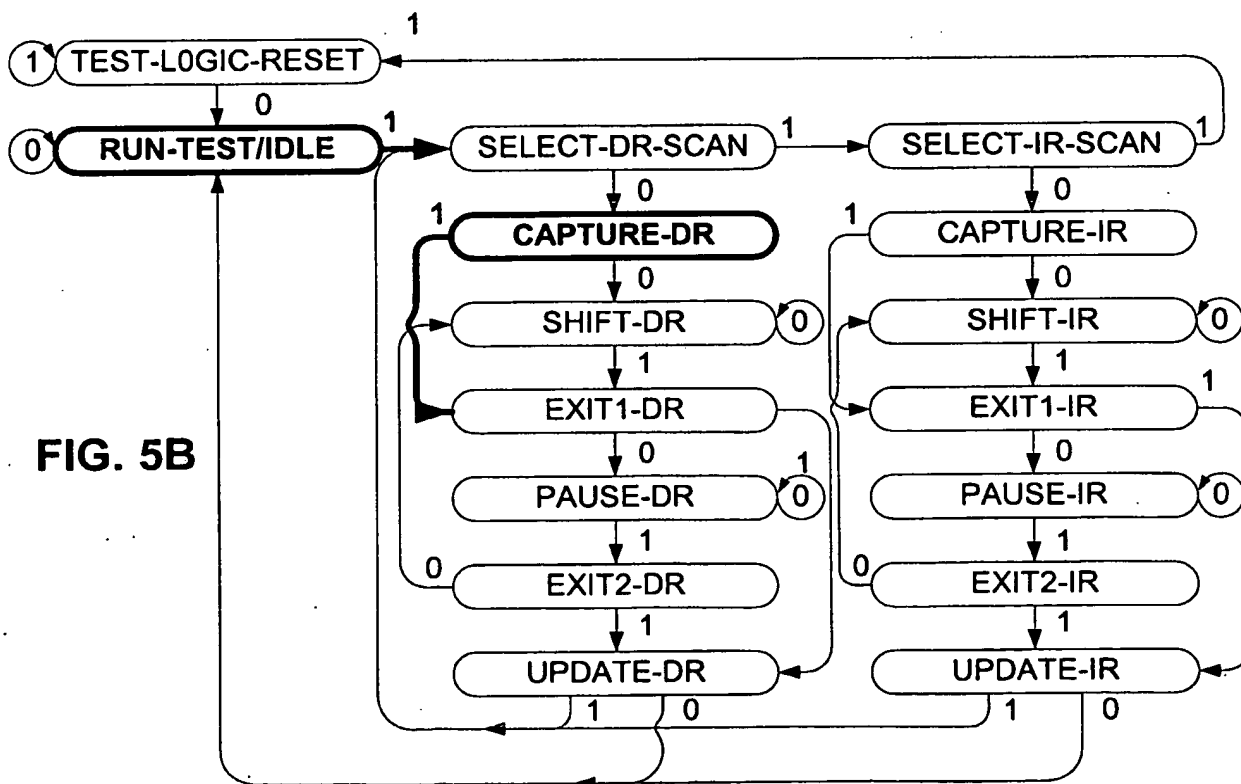 1
1 TEST-L0GIC-RESET
0
0 RUN-TEST/IDLE 1 SELECT-DR-SCAN 1 SELECT-IR-SCAN 1
0 0
1 CAPTURE-DR 1 CAPTURE-IR
0 0
SHIFT-DR 0 SHIFT-IR 0
1 1
EXIT1-DR EXIT1-IR 1
FIG. 5B
0 1 0
PAUSE-DR 0 PAUSE-IR 0
1 1
0 EXIT2-DR 0 EXIT2-IR
1 1
UPDATE-DR UPDATE-IR
1 0 1 0